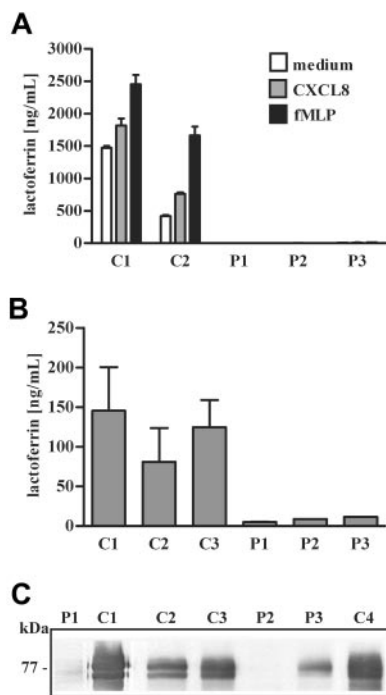 A
3000
2500
2000
1500
1000
500
0
lactoferrin [ng/mL]
medium
CXCL8
fMLP
C1 C2 P1 P2 P3
B
250
200
150
100
50
0
lactoferrin [ng/mL]
C1 C2 C3 P1 P2 P3
C
P1 C1 C2 C3 P2 P3 C4
kDa
77 -